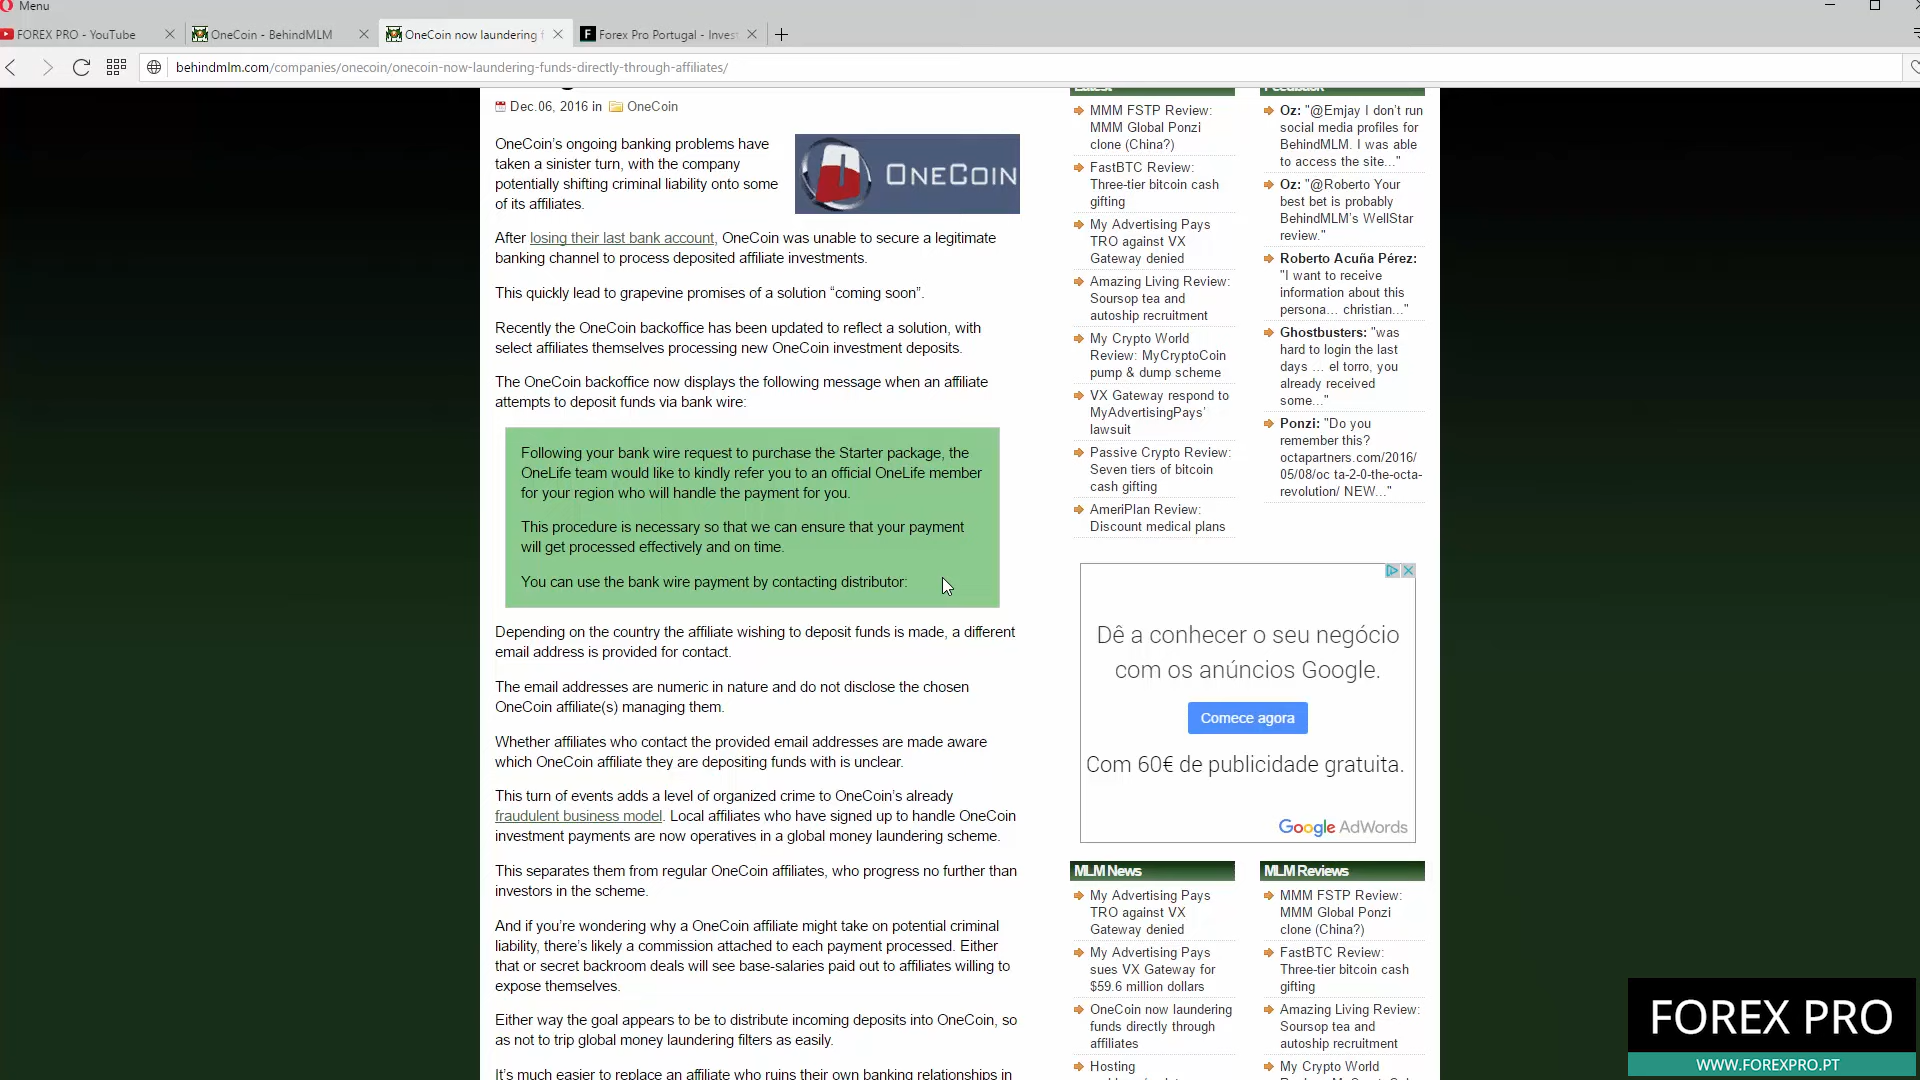 Menu
FOREX PRO - YouTube
OneCoin - BehindMLM
OneCoin now laundering
Forex Pro Portugal - Inves
behindmlm.com/companies/onecoin/onecoin-now-laundering-funds-directly-through-affiliates/
Dec.06, 2016 in OneCoin
OneCoin’s ongoing banking problems have
taken a sinister turn, with the company
potentially shifting criminal liability onto some
of its affiliates.
ONECOIN
After losing their last bank account, OneCoin was unable to secure a legitimate
banking channel to process deposited affiliate investments.
This quickly lead to grapevine promises of a solution “coming soon”.
Recently the OneCoin backoffice has been updated to reflect a solution, with
select affiliates themselves processing new OneCoin investment deposits.
The OneCoin backoffice now displays the following message when an affiliate
attempts to deposit funds via bank wire:
Following your bank wire request to purchase the Starter package, the
OneLife team would like to kindly refer you to an official OneLife member
for your region who will handle the payment for you.
This procedure is necessary so that we can ensure that your payment
will get processed effectively and on time.
You can use the bank wire payment by contacting distributor:
Depending on the country the affiliate wishing to deposit funds is made, a different
email address is provided for contact.
The email addresses are numeric in nature and do not disclose the chosen
OneCoin affiliate(s) managing them.
Whether affiliates who contact the provided email addresses are made aware
which OneCoin affiliate they are depositing funds with is unclear.
This turn of events adds a level of organized crime to OneCoin’s already
fraudulent business model. Local affiliates who have signed up to handle OneCoin
investment payments are now operatives in a global money laundering scheme.
This separates them from regular OneCoin affiliates, who progress no further than
investors in the scheme.
And if you’re wondering why a OneCoin affiliate might take on potential criminal
liability, there’s likely a commission attached to each payment processed. Either
that or secret backroom deals will see base-salaries paid out to affiliates willing to
expose themselves.
Either way the goal appears to be to distribute incoming deposits into OneCoin, so
as not to trip global money laundering filters as easily.
It’s much easier to replace an affiliate who ruins their own banking relationships in
Latest
MMM FSTP Review:
MMM Global Ponzi
clone (China?)
FastBTC Review:
Three-tier bitcoin cash
gifting
My Advertising Pays
TRO against VX
Gateway denied
Amazing Living Review:
Soursop tea and
autoship recruitment
My Crypto World
Review: MyCryptoCoin
pump & dump scheme
VX Gateway respond to
MyAdvertisingPays’
lawsuit
Passive Crypto Review:
Seven tiers of bitcoin
cash gifting
AmeriPlan Review:
Discount medical plans
Feedback
Oz: "@Emjay I don’t run
social media profiles for
BehindMLM. I was able
to access the site..."
Oz: "@Roberto Your
best bet is probably
BehindMLM’s WellStar
review."
Roberto Acuña Pérez:
"I want to receive
information about this
persona… christian..."
Ghostbusters: "was
hard to login the last
days … el torro, you
already received
some..."
Ponzi: "Do you
remember this?
octapartners.com/2016/
05/08/oc ta-2-0-the-octa-
revolution/ NEW..."
Dê a conhecer o seu negócio
com os anúncios Google.
Comece agora
Com 60€ de publicidade gratuita.
Google AdWords
MLM News
My Advertising Pays
TRO against VX
Gateway denied
My Advertising Pays
sues VX Gateway for
$59.6 million dollars
OneCoin now laundering
funds directly through
affiliates
Hosting
MLM Reviews
MMM FSTP Review:
MMM Global Ponzi
clone (China?)
FastBTC Review:
Three-tier bitcoin cash
gifting
Amazing Living Review:
Soursop tea and
autoship recruitment
My Crypto World
FOREX PRO
WWW.FOREXPRO.PT